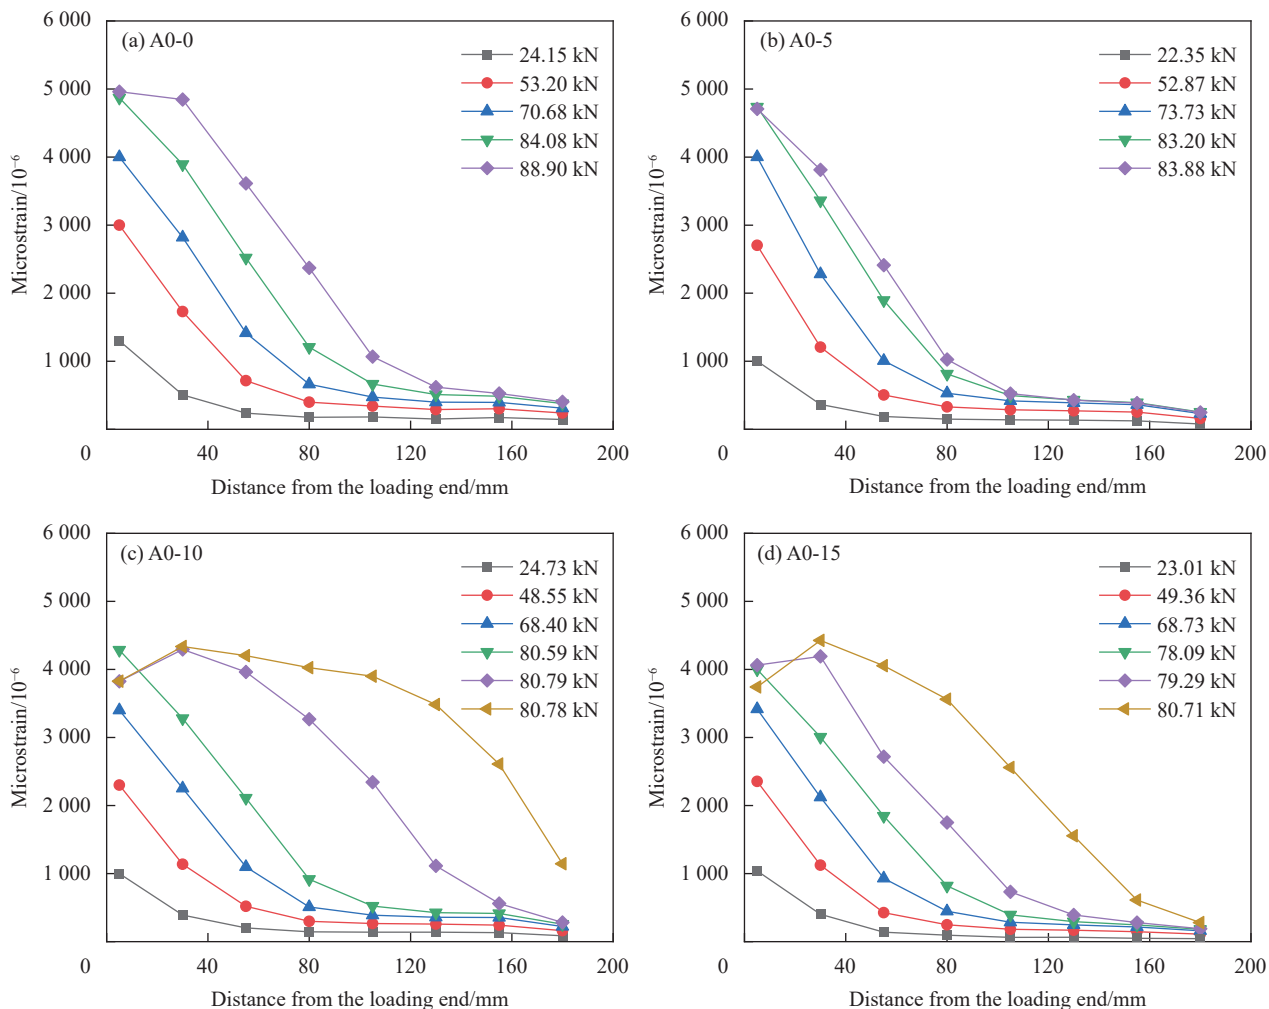 (a) A0-0
6 000
5 000
4 000
3 000
2 000
1 000
0
40
80
120
160
200
Microstrain/10⁻⁶
Distance from the loading end/mm
24.15 kN
53.20 kN
70.68 kN
84.08 kN
88.90 kN
(b) A0-5
6 000
5 000
4 000
3 000
2 000
1 000
0
40
80
120
160
200
Microstrain/10⁻⁶
Distance from the loading end/mm
22.35 kN
52.87 kN
73.73 kN
83.20 kN
83.88 kN
(c) A0-10
6 000
5 000
4 000
3 000
2 000
1 000
0
40
80
120
160
200
Microstrain/10⁻⁶
Distance from the loading end/mm
24.73 kN
48.55 kN
68.40 kN
80.59 kN
80.79 kN
80.78 kN
(d) A0-15
6 000
5 000
4 000
3 000
2 000
1 000
0
40
80
120
160
200
Microstrain/10⁻⁶
Distance from the loading end/mm
23.01 kN
49.36 kN
68.73 kN
78.09 kN
79.29 kN
80.71 kN